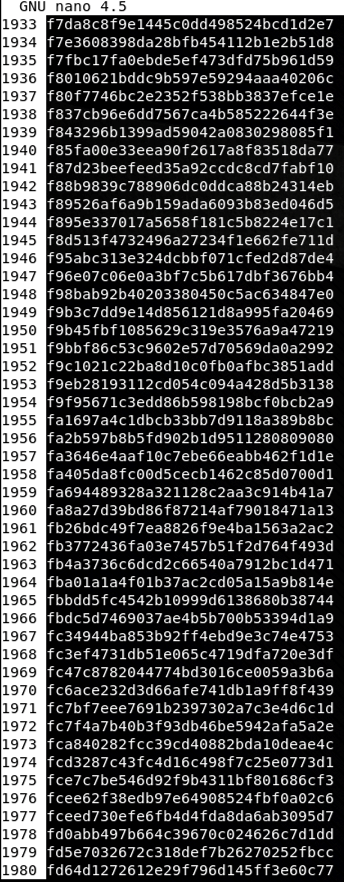 GNU nano 4.5
1933 f7da8c8f9e1445c0dd498524bcd1d2e7
1934 f7e3608398da28bfb454112b1e2b51d8
1935 f7fbc17fa0ebde5ef473dfd75b961d59
1936 f8010621bddc9b597e59294aaa40206c
1937 f80f7746bc2e2352f538bb3837efce1e
1938 f837cb96e6dd7567ca4b585222644f3e
1939 f843296b1399ad59042a0830298085f1
1940 f85fa00e33eea90f2617a8f83518da77
1941 f87d23beefeed35a92ccdc8cd7fabf10
1942 f88b9839c788906dc0ddca88b24314eb
1943 f89526af6a9b159ada6093b83ed046d5
1944 f895e337017a5658f181c5b8224e17c1
1945 f8d513f4732496a27234f1e662fe711d
1946 f95abc313e324dcbbf071cfed2d87de4
1947 f96e07c06e0a3bf7c5b617dbf3676bb4
1948 f98bab92b40203380450c5ac634847e0
1949 f9b3c7dd9e14d856121d8a995fa20469
1950 f9b45fbf1085629c319e3576a9a47219
1951 f9bbf86c53c9602e57d70569da0a2992
1952 f9c1021c22ba8d10c0fb0afbc3851add
1953 f9eb28193112cd054c094a428d5b3138
1954 f9f95671c3edd86b598198bcf0bcb2a9
1955 fa1697a4c1dbcb33bb7d9118a389b8bc
1956 fa2b597b8b5fd902b1d9511280809080
1957 fa3646e4aaf10c7ebe66eabb462f1d1e
1958 fa405da8fc00d5cecb1462c85d0700d1
1959 fa694489328a321128c2aa3c914b41a7
1960 fa8a27d39bd86f87214af79018471a13
1961 fb26bdc49f7ea8826f9e4ba1563a2ac2
1962 fb3772436fa03e7457b51f2d764f493d
1963 fb4a3736c6dcd2c66540a7912bc1d471
1964 fba01a1a4f01b37ac2cd05a15a9b814e
1965 fbbdd5fc4542b10999d6138680b38744
1966 fbdc5d7469037ae4b5b700b53394d1a9
1967 fc34944ba853b92ff4ebd9e3c74e4753
1968 fc3ef4731db51e065c4719dfa720e3df
1969 fc47c8782044774bd3016ce0059a3b6a
1970 fc6ace232d3d66afe741db1a9ff8f439
1971 fc7bf7eee7691b2397302a7c3e4d6c1d
1972 fc7f4a7b40b3f93db46be5942afa5a2e
1973 fca840282fcc39cd40882bda10deae4c
1974 fcd3287c43fc4d16c498f7c25e0773d1
1975 fce7c7be546d92f9b4311bf801686cf3
1976 fcee62f38edb97e64908524fbf0a02c6
1977 fceed730efe6fb4d4fda8da6ab3095d7
1978 fd0abb497b664c39670c024626c7d1dd
1979 fd5e7032672c318def7b26270252fbcc
1980 fd64d1272612e29f796d145ff3e60c77